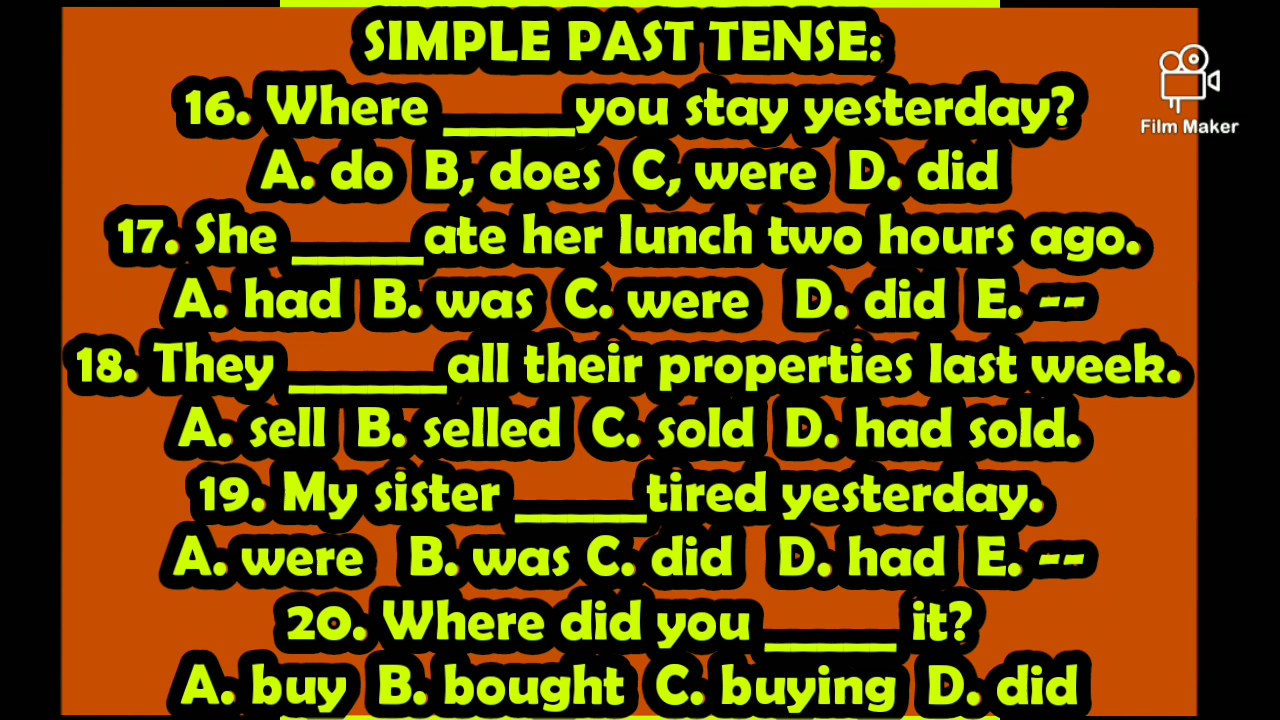 SIMPLE PAST TENSE:
16. Where _____you stay yesterday?
A. do B, does C, were D. did
17. She _____ate her lunch two hours ago.
A. had B. was C. were D. did E. --
18. They ______all their properties last week.
A. sell B. selled C. sold D. had sold.
19. My sister _____tired yesterday.
A. were B. was C. did D. had E. --
20. Where did you _____ it?
A. buy B. bought C. buying D. did
Film Maker